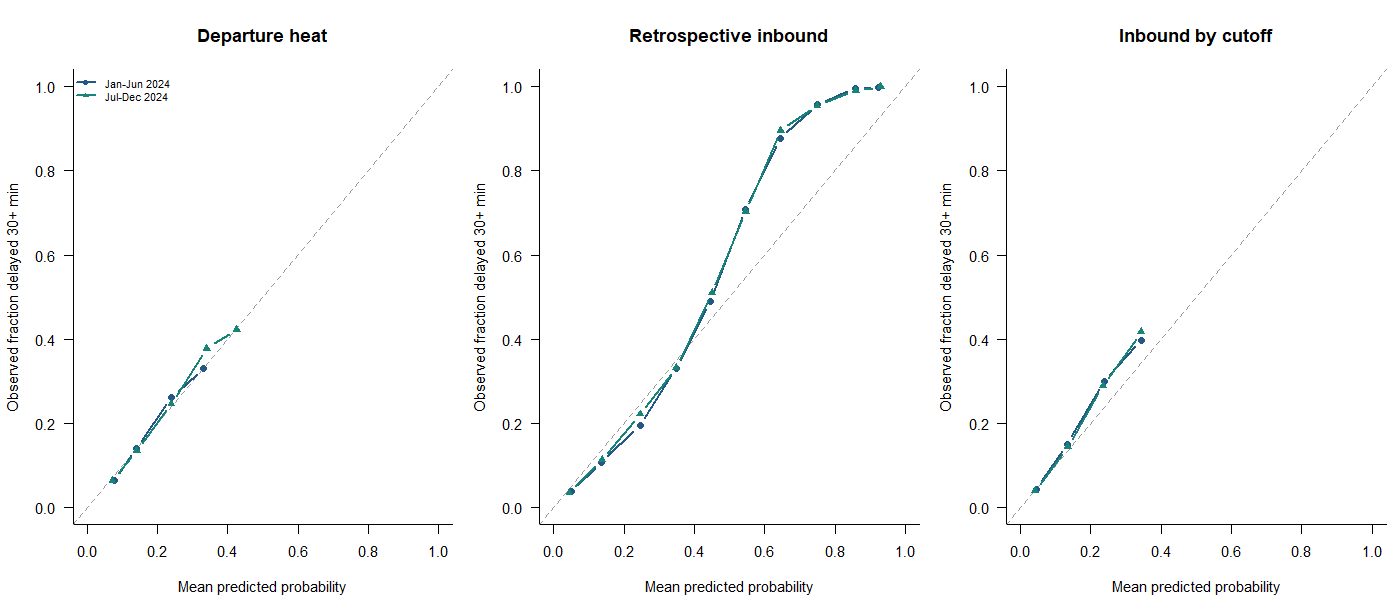 Departure heat
Jan-Jun 2024
Jul-Dec 2024
Observed fraction delayed 30+ min
1.0
0.8
0.6
0.4
0.2
0.0
0.0 0.2 0.4 0.6 0.8 1.0
Mean predicted probability
Retrospective inbound
Observed fraction delayed 30+ min
1.0
0.8
0.6
0.4
0.2
0.0
0.0 0.2 0.4 0.6 0.8 1.0
Mean predicted probability
Inbound by cutoff
Observed fraction delayed 30+ min
1.0
0.8
0.6
0.4
0.2
0.0
0.0 0.2 0.4 0.6 0.8 1.0
Mean predicted probability